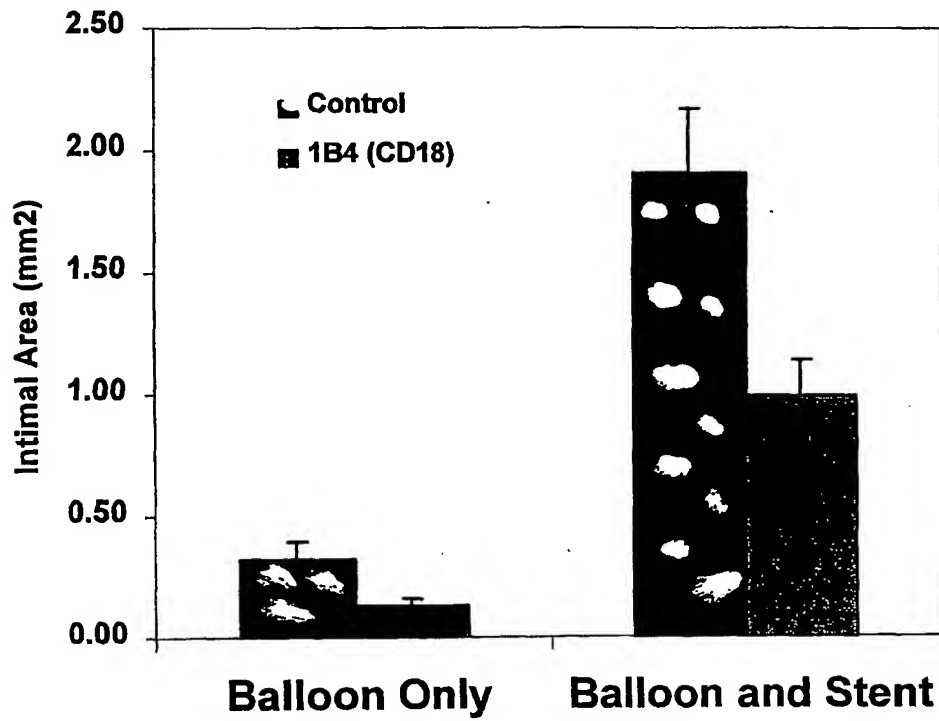 2.50
Control
1B4 (CD18)
2.00
1.50
1.00
0.50
0.00
Intimal Area (mm2)
Balloon Only
Balloon and Stent